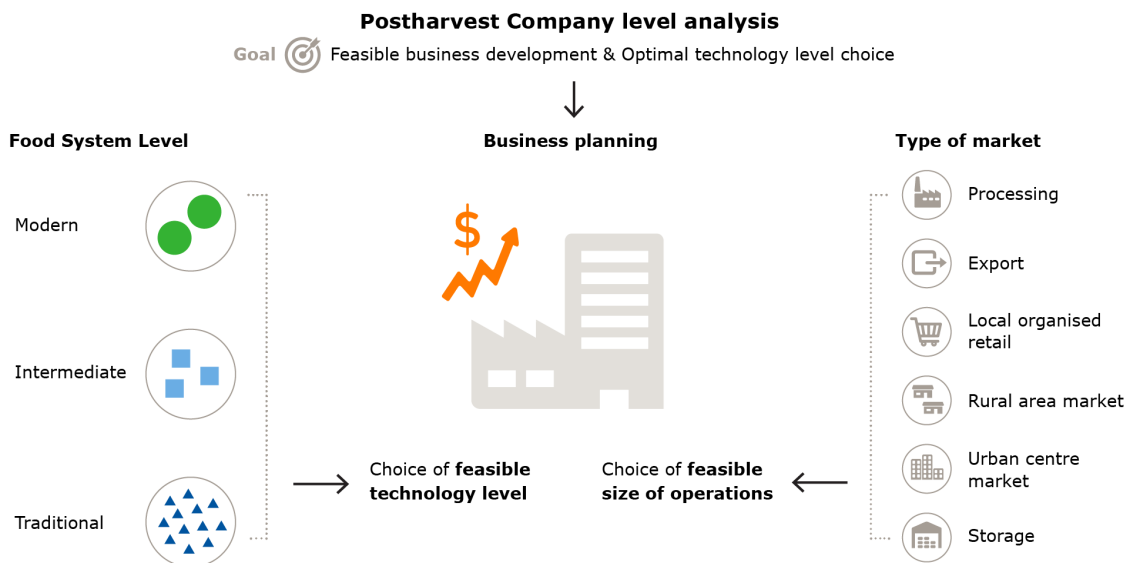 Postharvest Company level analysis
Goal Feasible business development & Optimal technology level choice
Food System Level
Modern
Intermediate
Traditional
Business planning
$
Choice of feasible
technology level
Choice of feasible
size of operations
Type of market
Processing
Export
Local organised
retail
Rural area market
Urban centre
market
Storage